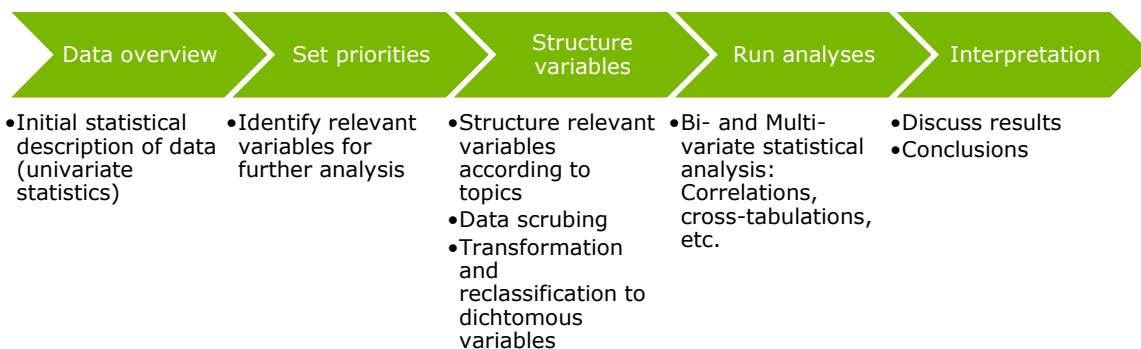 Data overview
Set priorities
Structure
variables
Run analyses
Interpretation
•Initial statistical
description of data
(univariate
statistics)
•Identify relevant
variables for
further analysis
•Structure relevant
variables
according to
topics
•Data scrubing
•Transformation
and
reclassification to
dichtomous
variables
•Bi- and Multi-
variate statistical
analysis:
Correlations,
cross-tabulations,
etc.
•Discuss results
•Conclusions